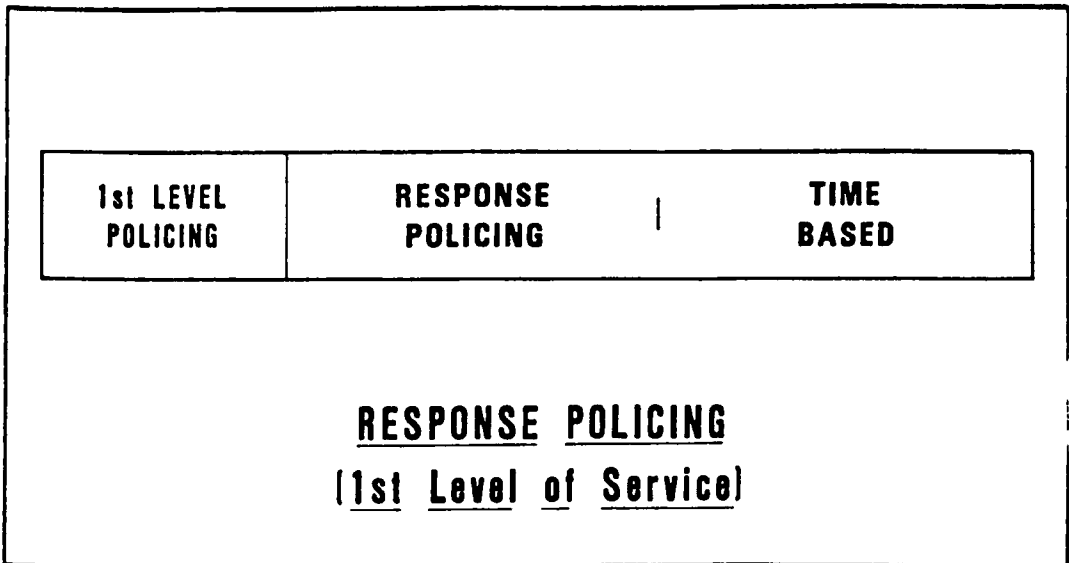 1st LEVEL POLICING
RESPONSE POLICING
TIME BASED
RESPONSE POLICING
(1st Level of Service)